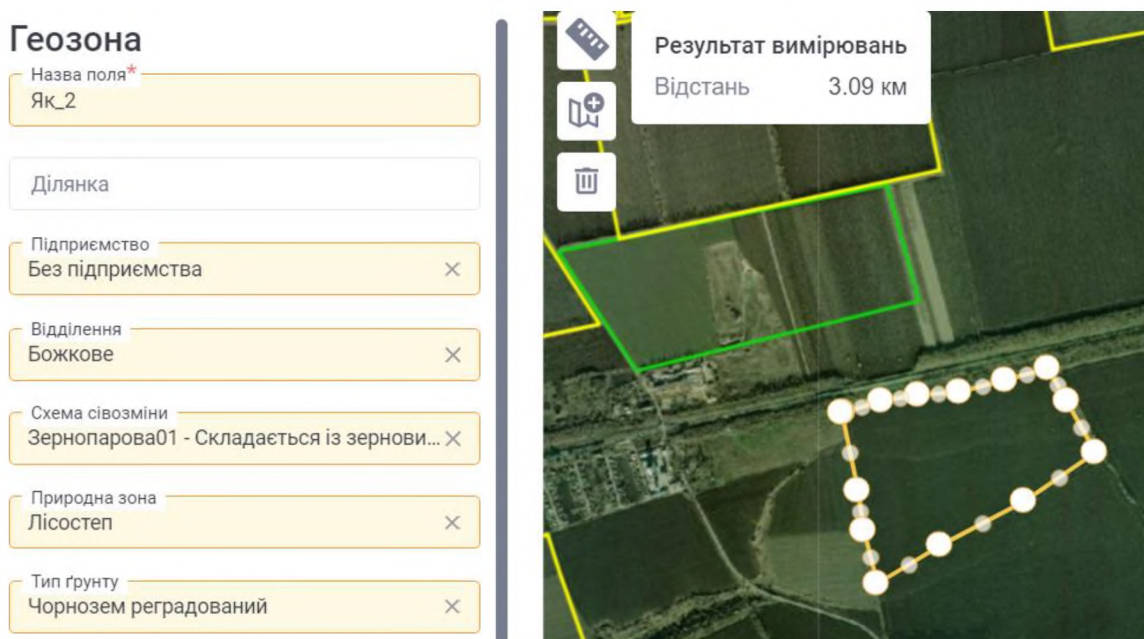 Геозона
Назва поля*
Як_2
Ділянка
Підприємство
Без підприємства
Відділення
Божкове
Схема сівозміни
Зернопарова01 - Складається із зернови...
Природна зона
Лісостеп
Тип ґрунту
Чорнозем реградований
Результат вимірювань
Відстань 3.09 км